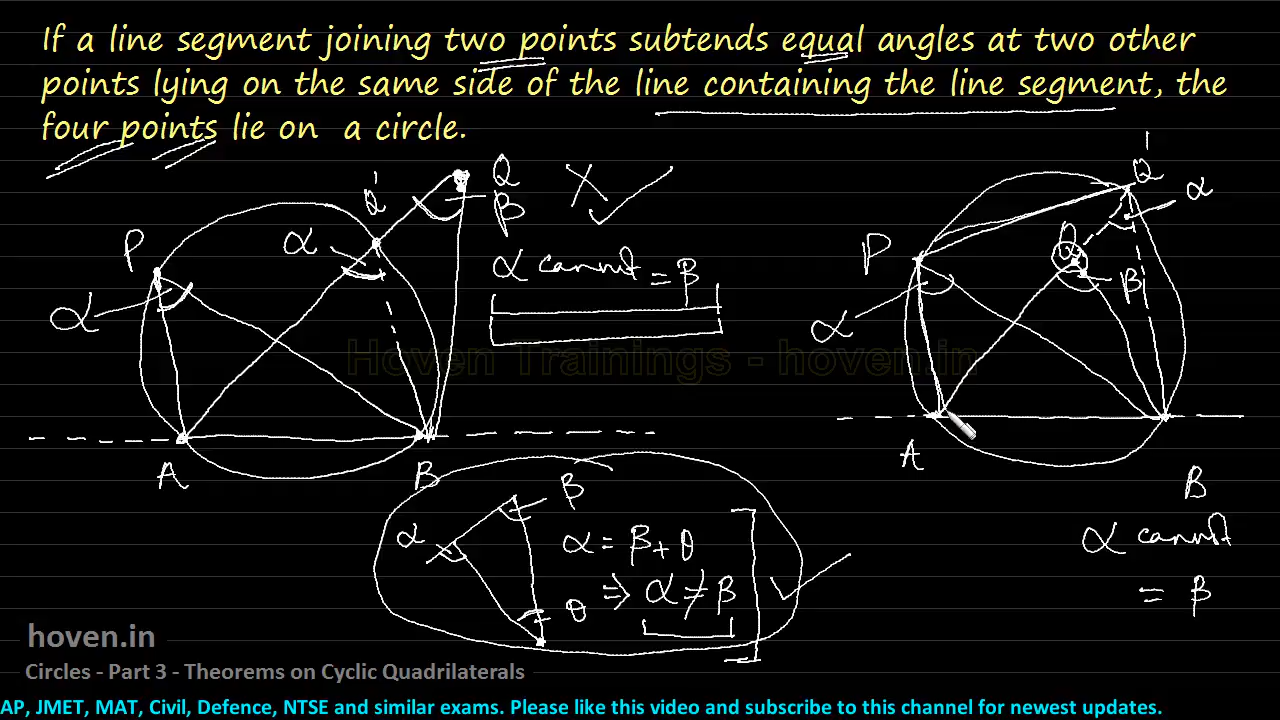 If a line segment joining two points subtends equal angles at two other
points lying on the same side of the line containing the line segment, the
four points lie on a circle.
Q' Q
β
P α
α
A B
α cannot = β
α β θ
α = β + θ
⇒ α ≠ β
Q' α
P Q
α β
A B
α cannot
= β
Hoven Trainings - hoven.in
hoven.in
Circles - Part 3 - Theorems on Cyclic Quadrilaterals
AP, JMET, MAT, Civil, Defence, NTSE and similar exams. Please like this video and subscribe to this channel for newest updates.